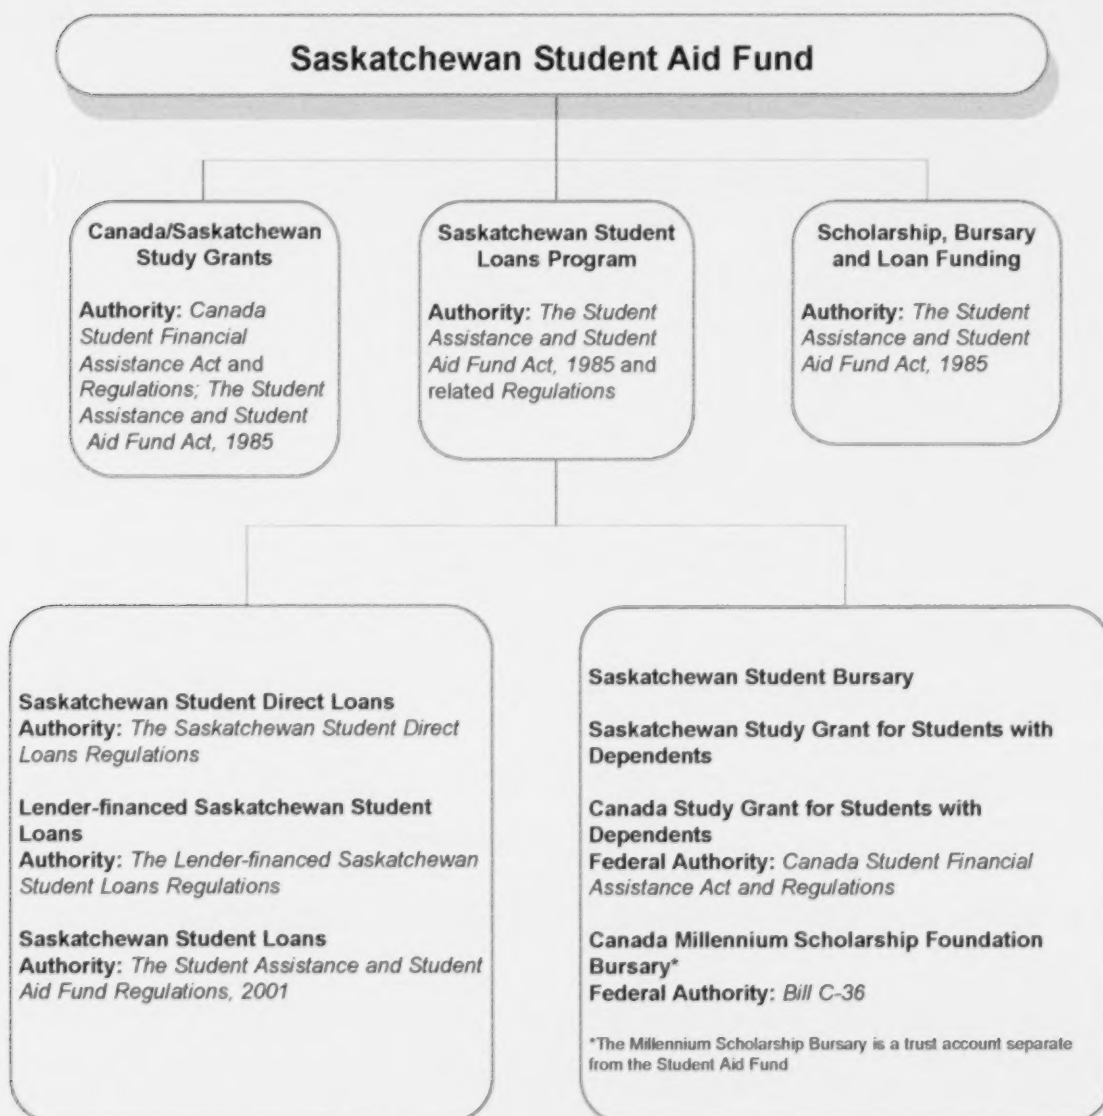 Saskatchewan Student Aid Fund
Canada/Saskatchewan
Study Grants
Authority: Canada
Student Financial
Assistance Act and
Regulations; The Student
Assistance and Student
Aid Fund Act, 1985
Saskatchewan Student
Loans Program
Authority: The Student
Assistance and Student
Aid Fund Act, 1985 and
related Regulations
Scholarship, Bursary
and Loan Funding
Authority: The Student
Assistance and Student
Aid Fund Act, 1985
Saskatchewan Student Direct Loans
Authority: The Saskatchewan Student Direct
Loans Regulations
Lender-financed Saskatchewan Student
Loans
Authority: The Lender-financed Saskatchewan
Student Loans Regulations
Saskatchewan Student Loans
Authority: The Student Assistance and Student
Aid Fund Regulations, 2001
Saskatchewan Student Bursary
Saskatchewan Study Grant for Students with
Dependents
Canada Study Grant for Students with
Dependents
Federal Authority: Canada Student Financial
Assistance Act and Regulations
Canada Millennium Scholarship Foundation
Bursary*
Federal Authority: Bill C-36
*The Millennium Scholarship Bursary is a trust account separate
from the Student Aid Fund